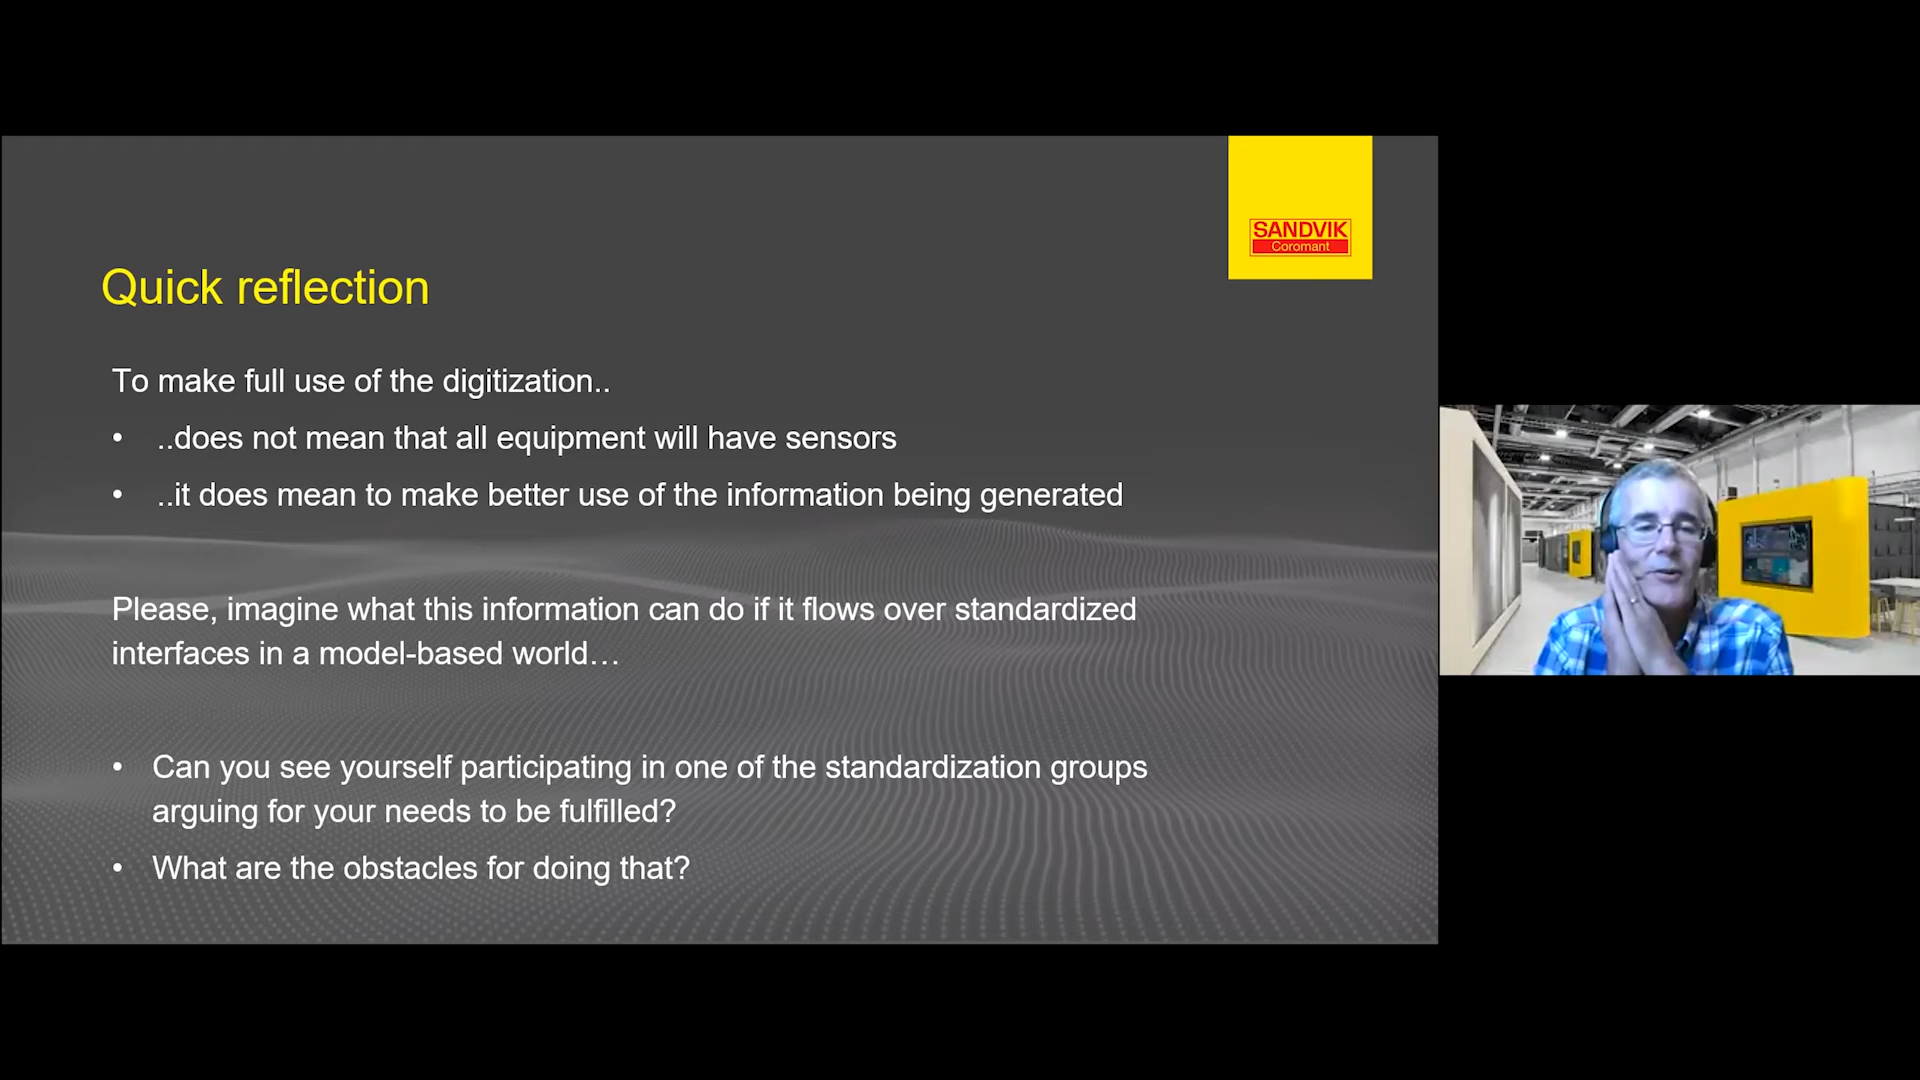 SANDVIK
Coromant
Quick reflection
To make full use of the digitization..
• ..does not mean that all equipment will have sensors
• ..it does mean to make better use of the information being generated
Please, imagine what this information can do if it flows over standardized
interfaces in a model-based world…
• Can you see yourself participating in one of the standardization groups
arguing for your needs to be fulfilled?
• What are the obstacles for doing that?